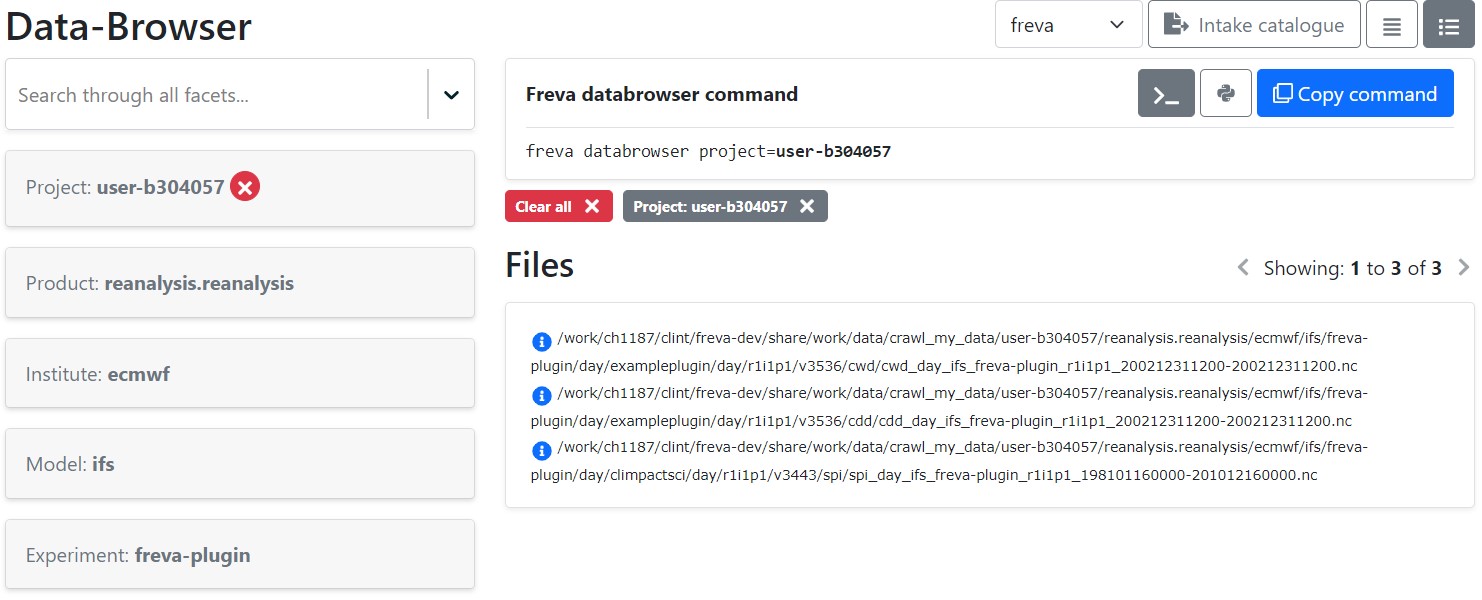 Data-Browser
freva
Intake catalogue
Search through all facets...
Project: user-b304057
Product: reanalysis.reanalysis
Institute: ecmwf
Model: ifs
Experiment: freva-plugin
Freva databrowser command
>_
Copy command
freva databrowser project=user-b304057
Clear all
Project: user-b304057
Files
Showing: 1 to 3 of 3
/work/ch1187/clint/freva-dev/share/work/data/crawl_my_data/user-b304057/reanalysis.reanalysis/ecmwf/ifs/freva-
plugin/day/exampleplugin/day/r1i1p1/v3536/cwd/cwd_day_ifs_freva-plugin_r1i1p1_200212311200-200212311200.nc
/work/ch1187/clint/freva-dev/share/work/data/crawl_my_data/user-b304057/reanalysis.reanalysis/ecmwf/ifs/freva-
plugin/day/exampleplugin/day/r1i1p1/v3536/cdd/cdd_day_ifs_freva-plugin_r1i1p1_200212311200-200212311200.nc
/work/ch1187/clint/freva-dev/share/work/data/crawl_my_data/user-b304057/reanalysis.reanalysis/ecmwf/ifs/freva-
plugin/day/climpactsci/day/r1i1p1/v3443/spi/spi_day_ifs_freva-plugin_r1i1p1_198101160000-201012160000.nc